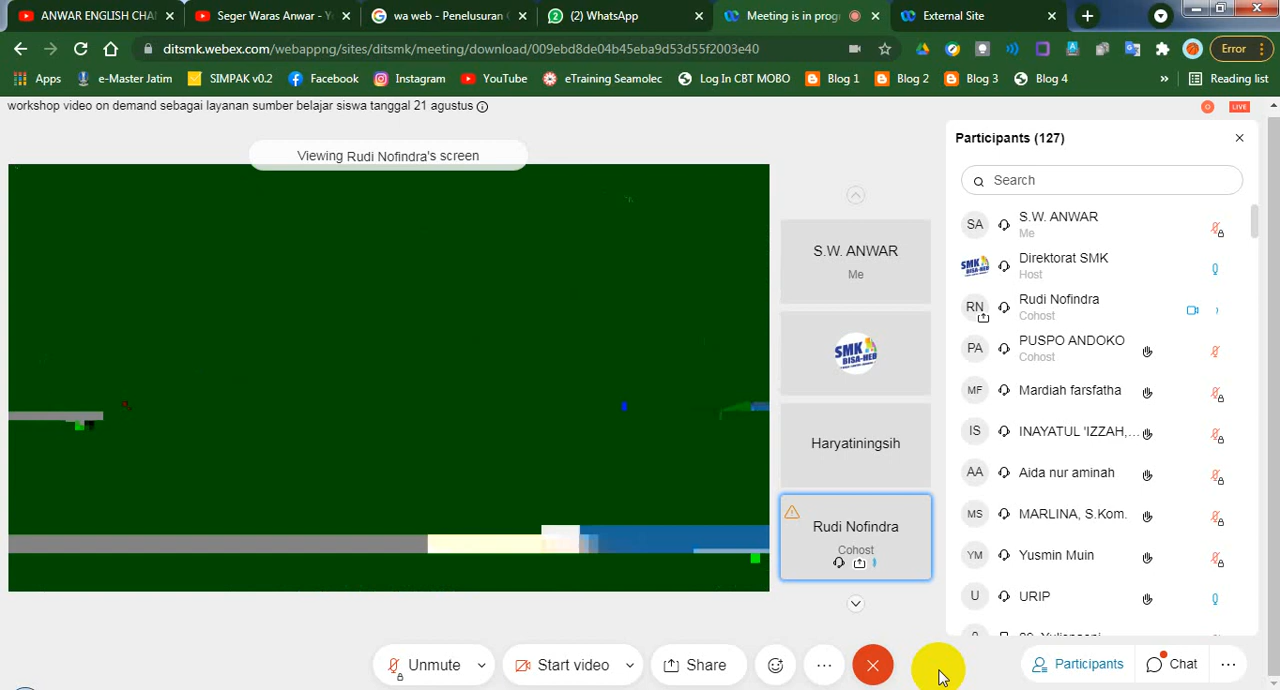 ANWAR ENGLISH CHA
Seger Waras Anwar - Y
wa web - Penelusuran
(2) WhatsApp
Meeting is in prog
External Site
ditsmk.webex.com/webappng/sites/ditsmk/meeting/download/009ebd8de04b45eba9d53d55f2003e40
Error
Apps
e-Master Jatim
SIMPAK v0.2
Facebook
Instagram
YouTube
eTraining Seamolec
Log In CBT MOBO
Blog 1
Blog 2
Blog 3
Blog 4
»
Reading list
workshop video on demand sebagai layanan sumber belajar siswa tanggal 21 agustus
LIVE
Viewing Rudi Nofindra's screen
S.W. ANWAR
Me
SMK
BISA-HEB
Haryatiningsih
Rudi Nofindra
Cohost
Participants (127)
Search
SA
S.W. ANWAR
Me
SMK
BISA-HEB
Direktorat SMK
Host
RN
Rudi Nofindra
Cohost
PA
PUSPO ANDOKO
Cohost
MF
Mardiah farsfatha
IS
INAYATUL 'IZZAH,...
AA
Aida nur aminah
MS
MARLINA, S.Kom.
YM
Yusmin Muin
U
URIP
Unmute
Start video
Share
Participants
Chat